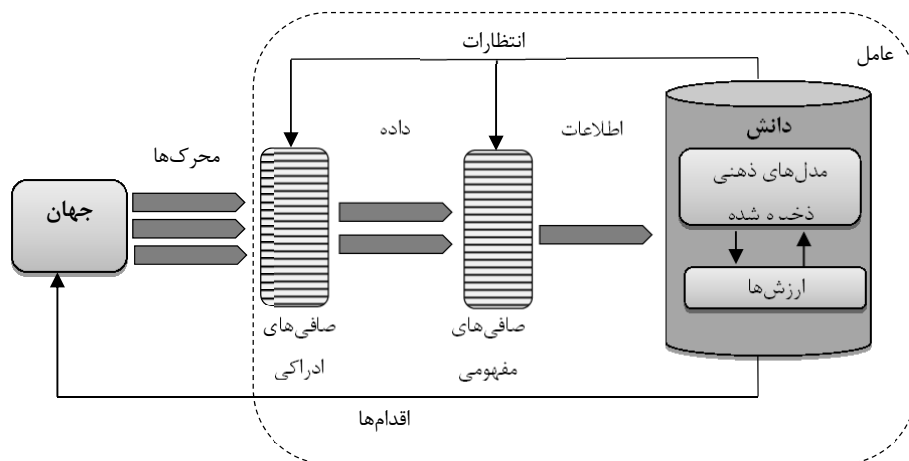 انتظارات
عامل
دانش
اطلاعات
داده
محرک‌ها
مدل‌های ذهنی
ذخیره شده
جهان
ارزش‌ها
صافی‌های
ادراکی
صافی‌های
مفهومی
اقدام‌ها